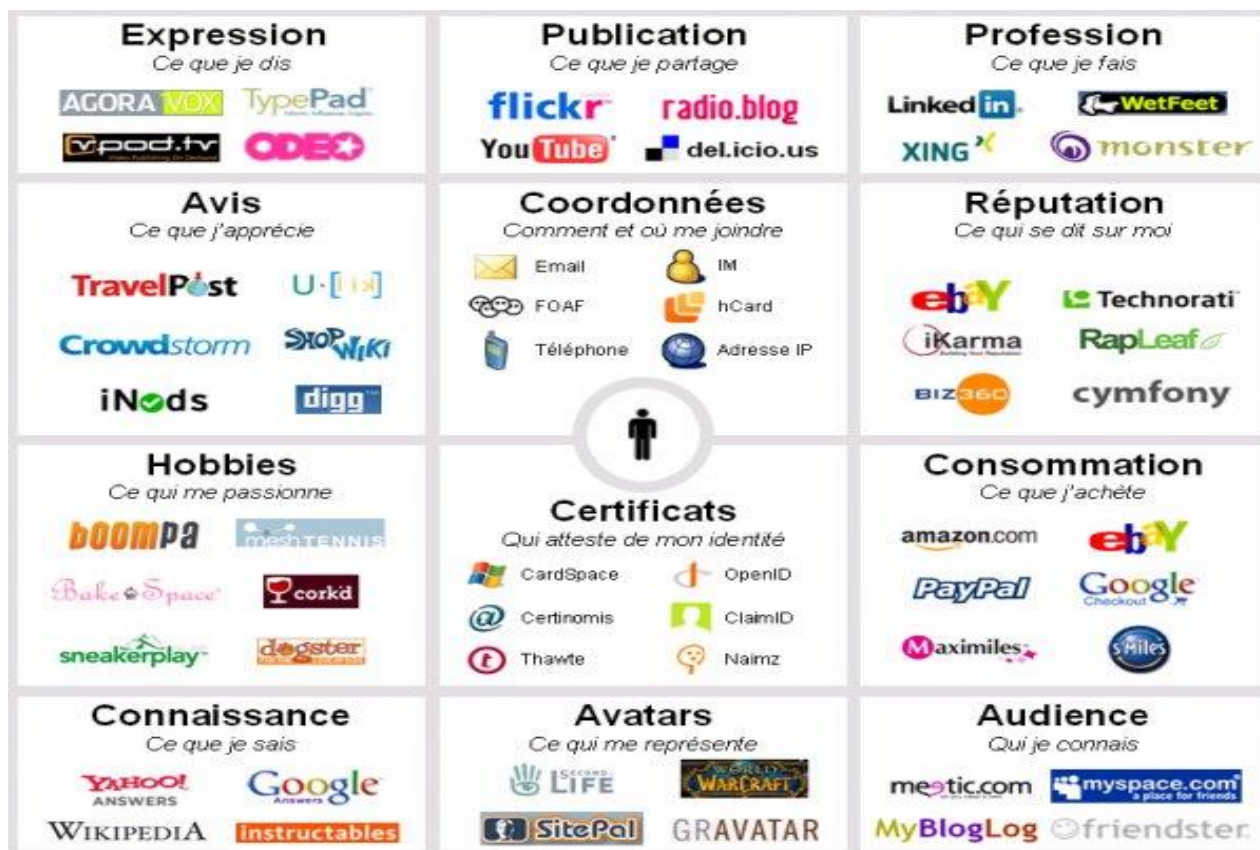 Expression
Ce que je dis
AGORA VOX TypePad
vpod.tv
ODEO
Publication
Ce que je partage
flickr radio.blog
YouTube del.icio.us
Profession
Ce que je fais
Linked in WetFeet
XING monster
Avis
Ce que j'apprécie
TravelPost U.[lik]
Crowdstorm SHOPWIKI
iNods digg
Coordonnées
Comment et où me joindre
Email IM
FOAF hCard
Téléphone Adresse IP
Réputation
Ce qui se dit sur moi
ebaY Technorati
iKarma RapLeaf
BIZ360 cymfony
Hobbies
Ce qui me passionne
boompa meshTENNIS
Bake Space cork'd
sneakerplay dogster
Certificats
Qui atteste de mon identité
CardSpace OpenID
Certinomis ClaimID
Thawte Naimz
Consommation
Ce que j'achète
amazon.com ebaY
PayPal Google
Checkout
Maximiles s'Miles
Connaissance
Ce que je sais
YAHOO! Google
ANSWERS Answers
WIKIPEDIA instructables
Avatars
Ce qui me représente
SECOND LIFE WORLD WARCRAFT
SitePal GRAVATAR
Audience
Qui je connais
meetic.com myspace.com
a place for friends
MyBlogLog friendster